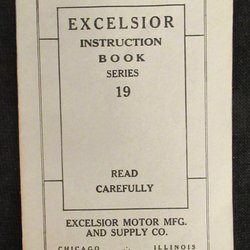 EXCELSIOR
INSTRUCTION
BOOK
SERIES
19
READ
CAREFULLY
EXCELSIOR MOTOR MFG.
AND SUPPLY CO.
CHICAGO ILLINOIS